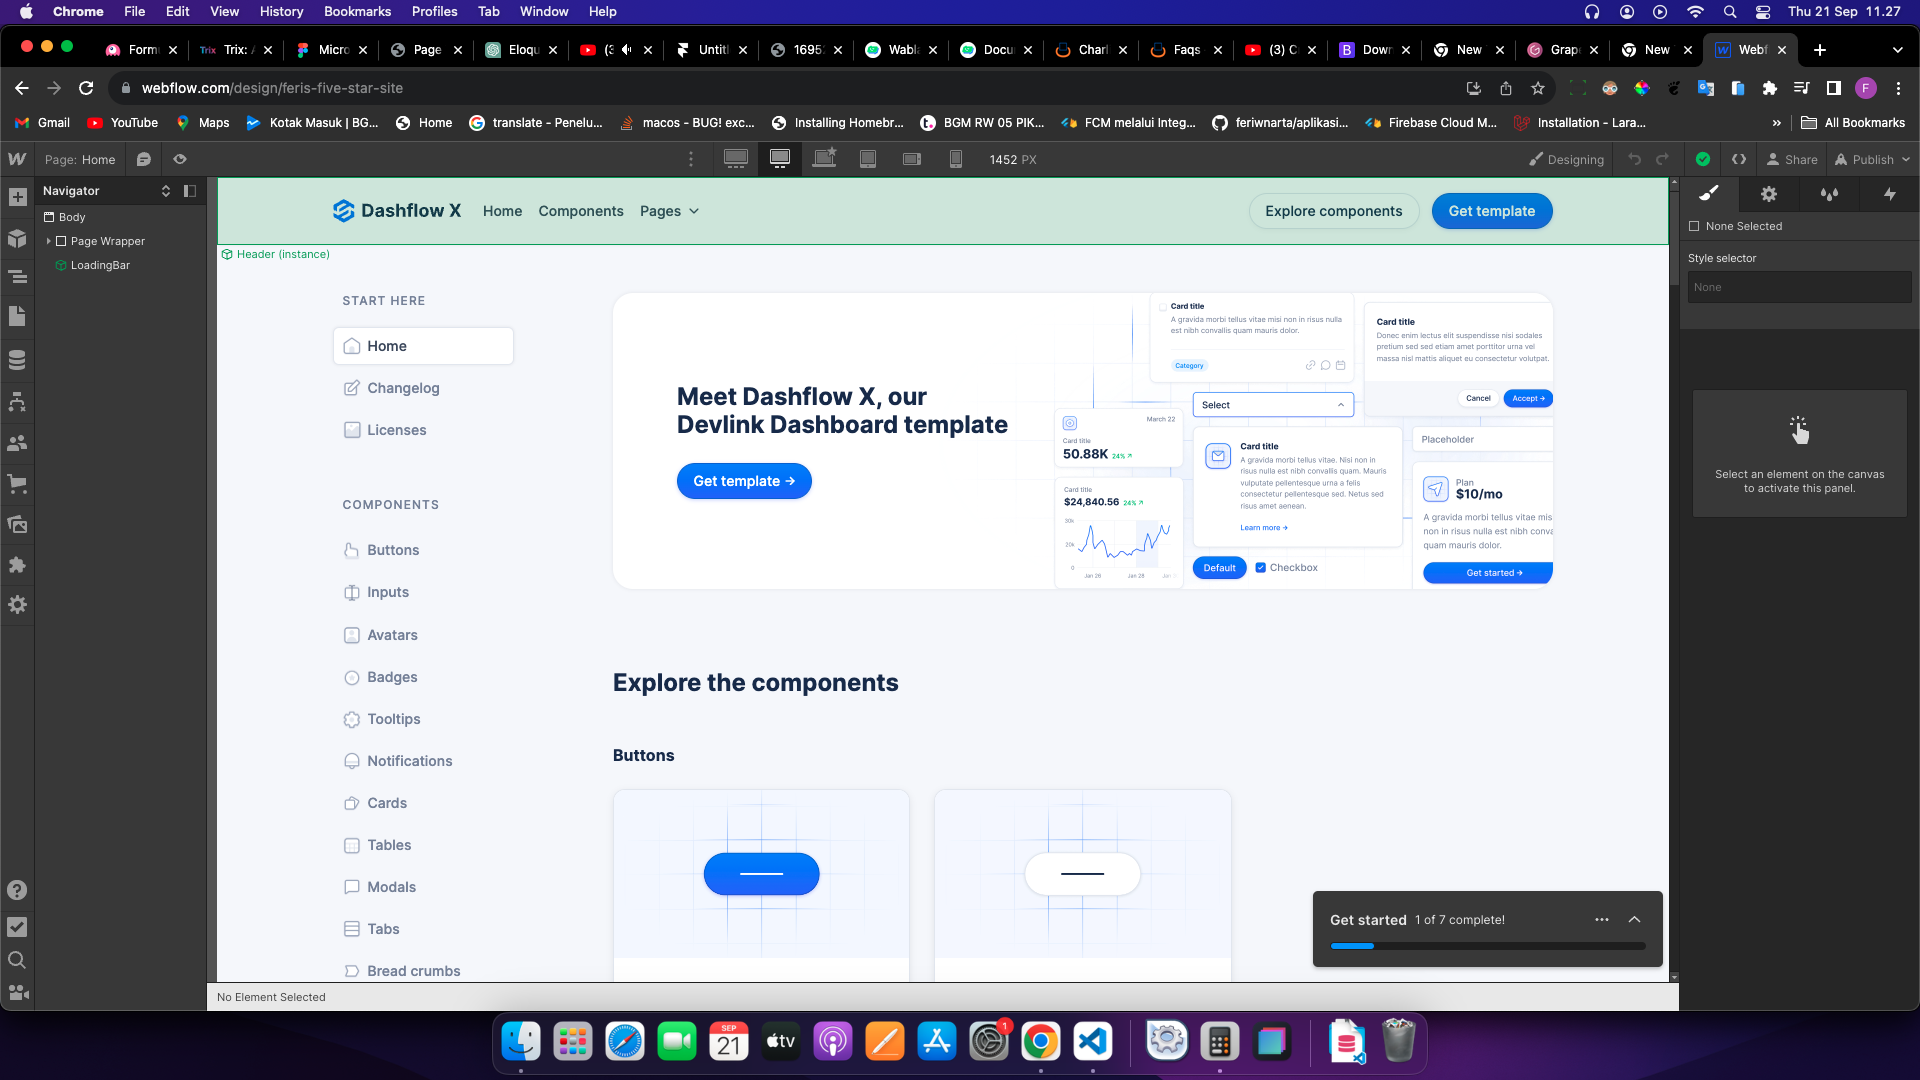 Chrome File Edit View History Bookmarks Profiles Tab Window Help
Thu 21 Sep 11.27
Form Trix: Micro Page Eloqu (3 Untitl 1695 Wabl Docu Charl Faqs (3) C Down New Grap New Webf
webflow.com/design/feris-five-star-site
F
Gmail YouTube Maps Kotak Masuk | BG... Home translate - Penelu... macos - BUG! exc... Installing Homebr... BGM RW 05 PIK... FCM melalui Integ... feriwnarta/aplikasi... Firebase Cloud M... Installation - Lara... » All Bookmarks
Page: Home
1452 PX
Designing
Share
Publish
Navigator
Body
Page Wrapper
LoadingBar
Dashflow X Home Components Pages
Explore components
Get template
Header (instance)
START HERE
Home
Changelog
Licenses
COMPONENTS
Buttons
Inputs
Avatars
Badges
Tooltips
Notifications
Cards
Tables
Modals
Tabs
Bread crumbs
Meet Dashflow X, our
Devlink Dashboard template
Get template →
Card title
A gravida morbi tellus vitae misi non in risus nulla
est nibh convallis quam mauris dolor.
Category
Card title
Donec enim lectus elit suspendisse nisi sodales
pretium sed sed etiam amet porttitor urna vel
massa nisl mattis aliquet eu consectetur volutpat.
Cancel
Accept →
Select
March 22
Card title
50.88K 24% ↗
Card title
$24,840.56 24% ↗
30k
20k
0
Jan 26 Jan 28 Jan
Card title
A gravida morbi tellus vitae. Nisl non in
risus nulla est nibh convallis quam. Mauris
vulputate pellentesque urna a felis
consectetur pellentesque sed. Netus sed
risus amet aenean.
Learn more →
Default
Checkbox
Placeholder
Plan
$10/mo
A gravida morbi tellus vitae mis
non in risus nulla est nibh conva
quam mauris dolor.
Get started →
Explore the components
Buttons
None Selected
Style selector
None
Select an element on the canvas
to activate this panel.
Get started 1 of 7 complete!
No Element Selected
SEP
21
tv
1